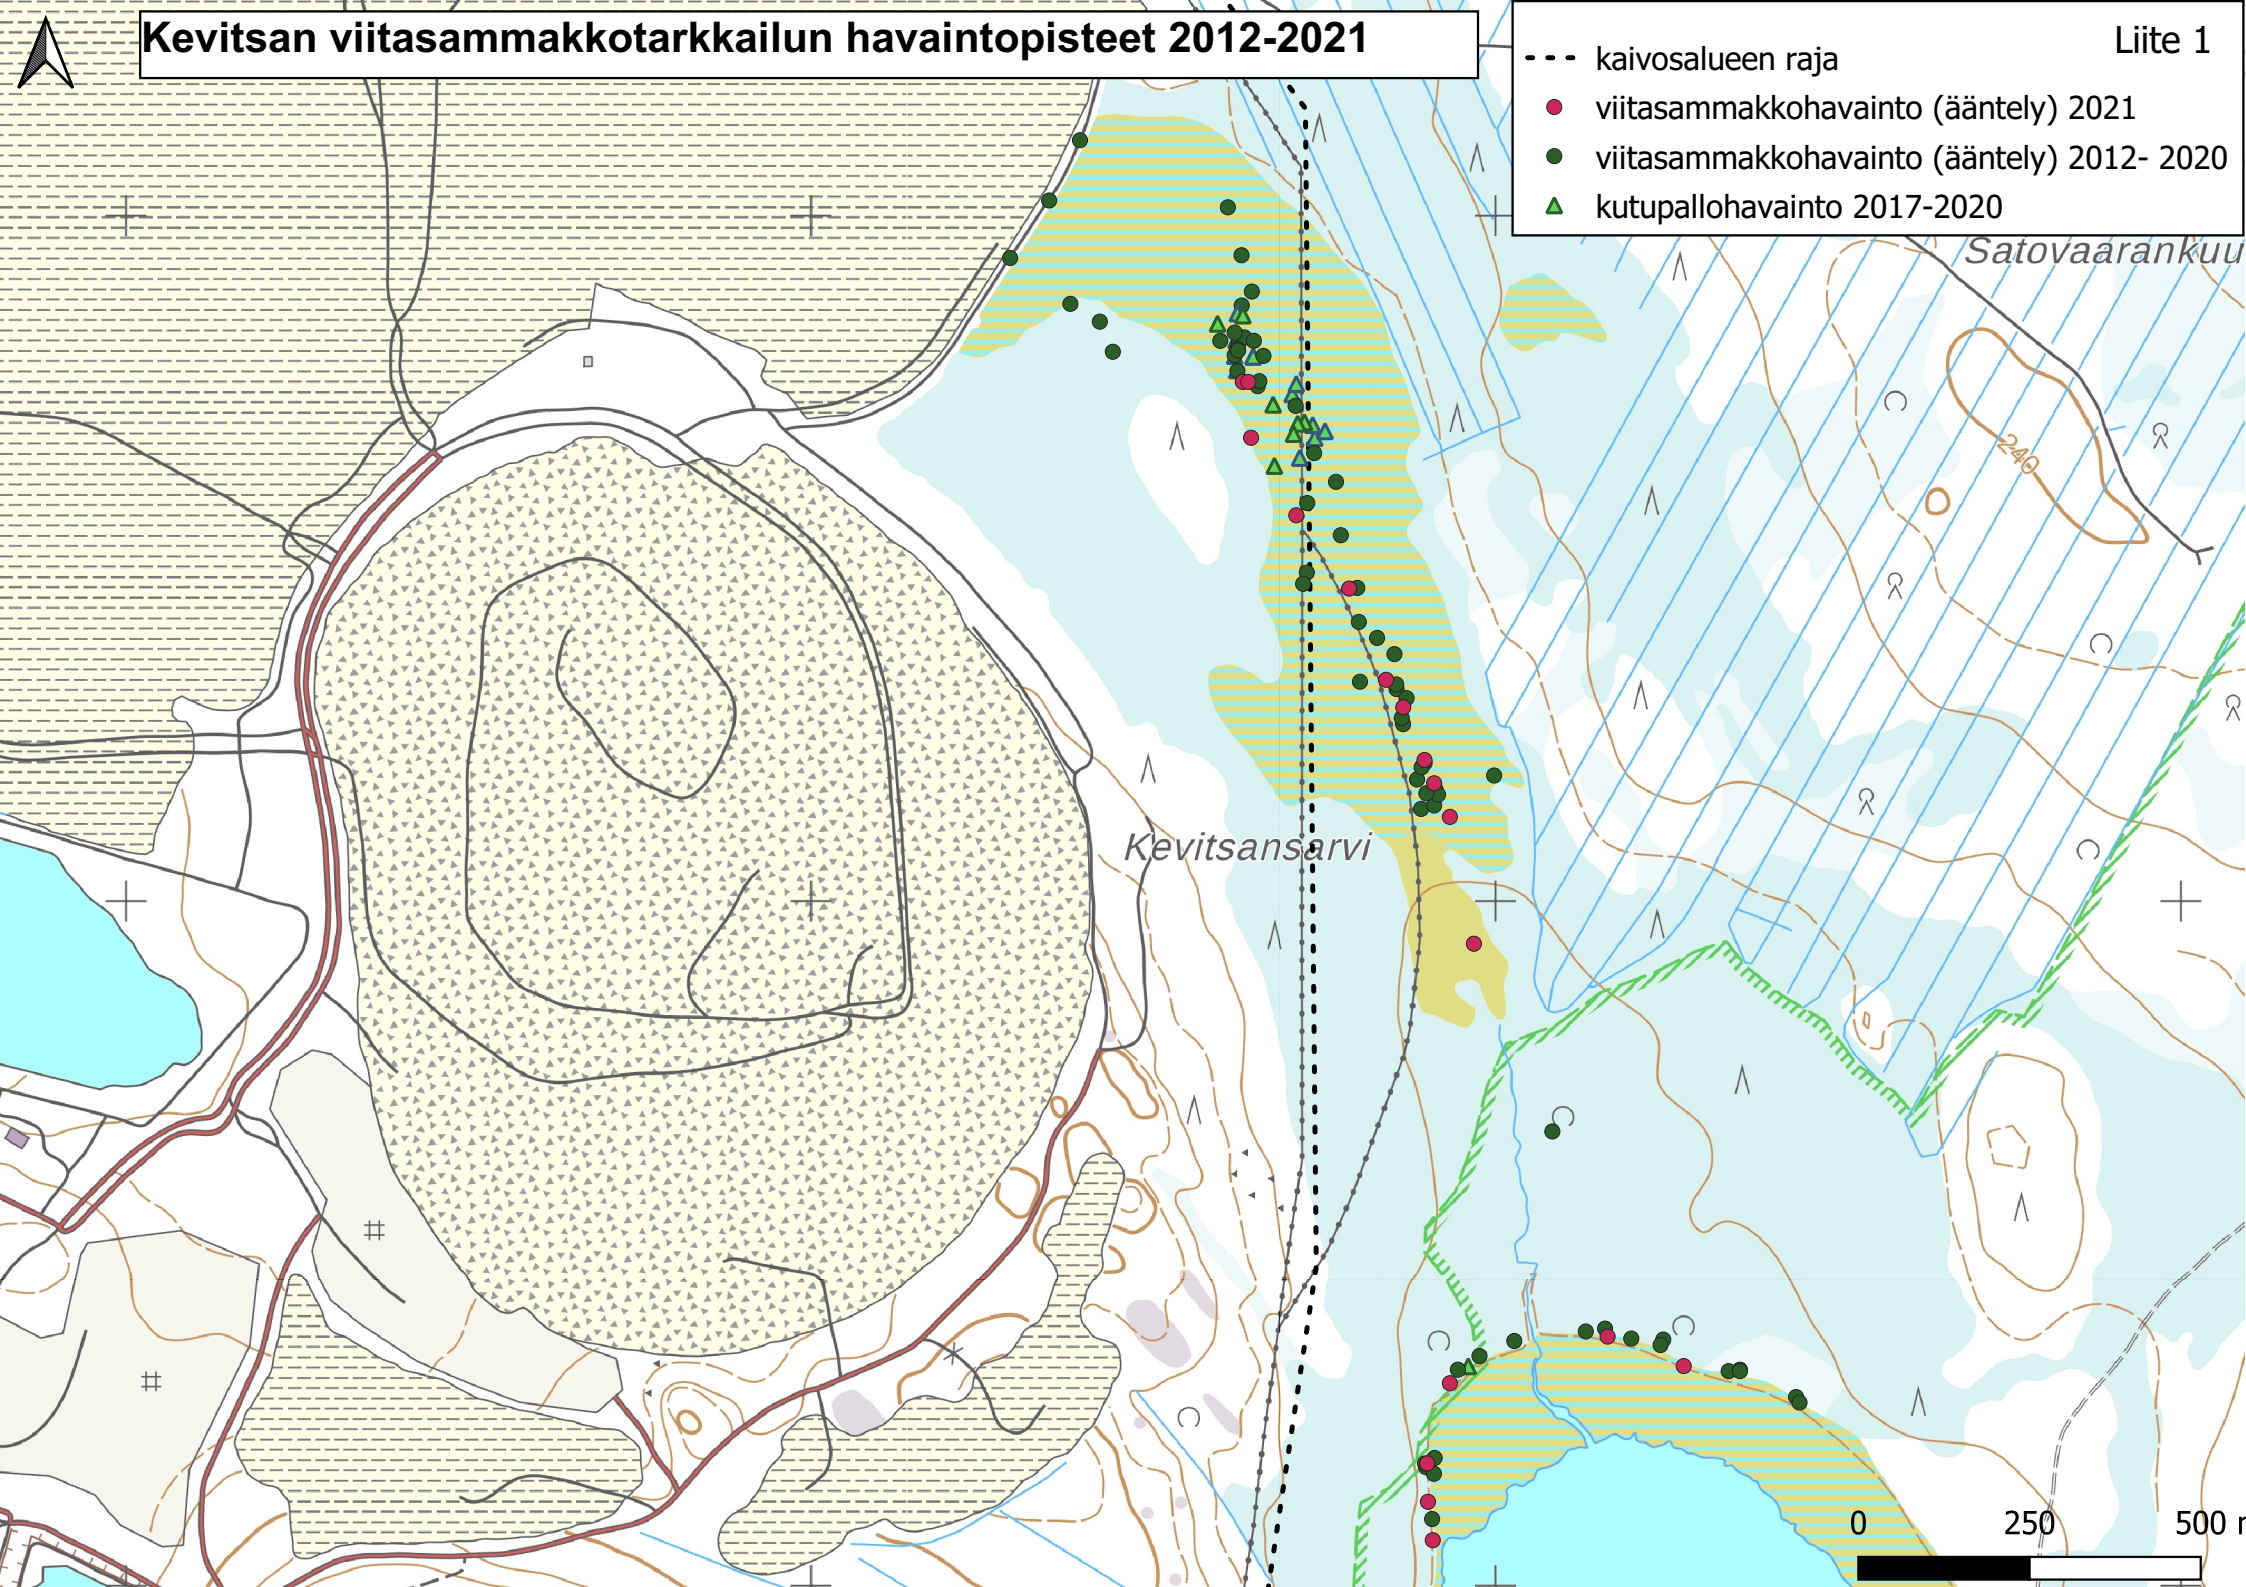 Kevitsan viitasammakkotarkkailun havaintopisteet 2012-2021
Liite 1
kaivosalueen raja
viitasammakkohavainto (ääntely) 2021
viitasammakkohavainto (ääntely) 2012- 2020
kutupallohavainto 2017-2020
Satovaarankuu
240
Kevitsansarvi
0 250 500 m